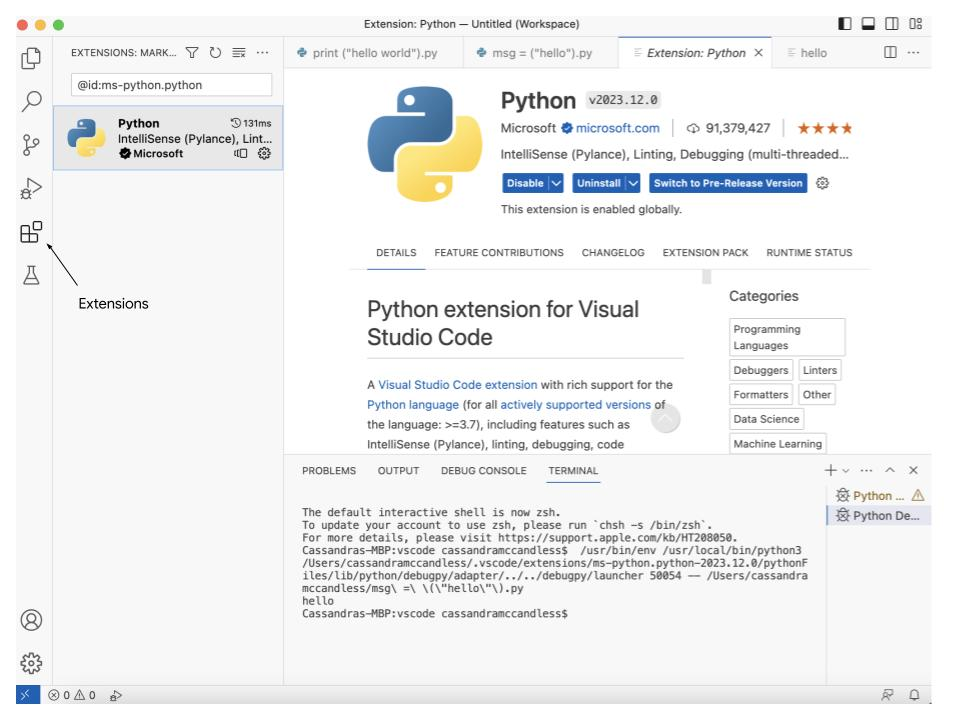 Extension: Python — Untitled (Workspace)
EXTENSIONS: MARK...
print ("hello world").py
msg = ("hello").py
Extension: Python
hello
@id:ms-python.python
Python
131ms
IntelliSense (Pylance), Lint...
Microsoft
Extensions
Python v2023.12.0
Microsoft microsoft.com 91,379,427
IntelliSense (Pylance), Linting, Debugging (multi-threaded...
Disable Uninstall Switch to Pre-Release Version
This extension is enabled globally.
DETAILS FEATURE CONTRIBUTIONS CHANGELOG EXTENSION PACK RUNTIME STATUS
Python extension for Visual
Studio Code
A Visual Studio Code extension with rich support for the
Python language (for all actively supported versions of
the language: >=3.7), including features such as
IntelliSense (Pylance), linting, debugging, code
Categories
Programming
Languages
Debuggers Linters
Formatters Other
Data Science
Machine Learning
PROBLEMS OUTPUT DEBUG CONSOLE TERMINAL
The default interactive shell is now zsh.
To update your account to use zsh, please run `chsh -s /bin/zsh`.
For more details, please visit https://support.apple.com/kb/HT208050.
Cassandras-MBP:vscode cassandramccandless$  /usr/bin/env /usr/local/bin/python3
/Users/cassandramccandless/.vscode/extensions/ms-python.python-2023.12.0/pythonF
iles/lib/python/debugpy/adapter/../../debugpy/launcher 50054 -- /Users/cassandra
mccandless/msg\ =\ \(\"hello\"\).py
hello
Cassandras-MBP:vscode cassandramccandless$
Python ...
Python De...
0 0